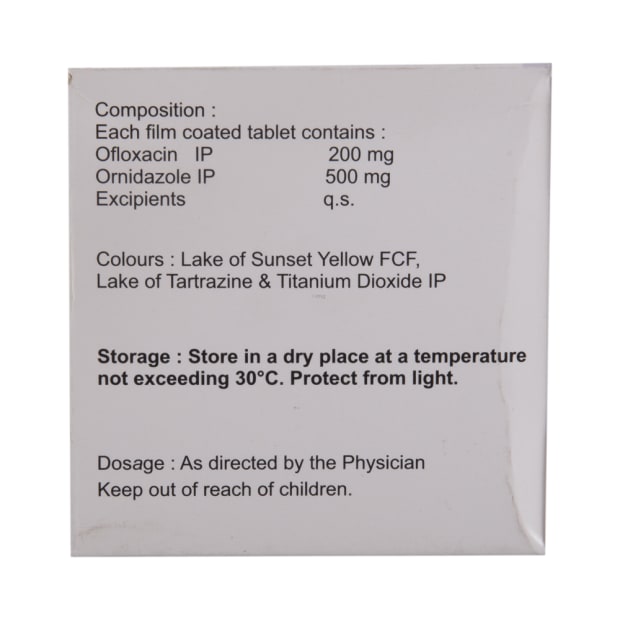 Composition :
Each film coated tablet contains :
Ofloxacin IP 200 mg
Ornidazole IP 500 mg
Excipients q.s.
Colours : Lake of Sunset Yellow FCF,
Lake of Tartrazine & Titanium Dioxide IP
Storage : Store in a dry place at a temperature
not exceeding 30°C. Protect from light.
Dosage : As directed by the Physician
Keep out of reach of children.